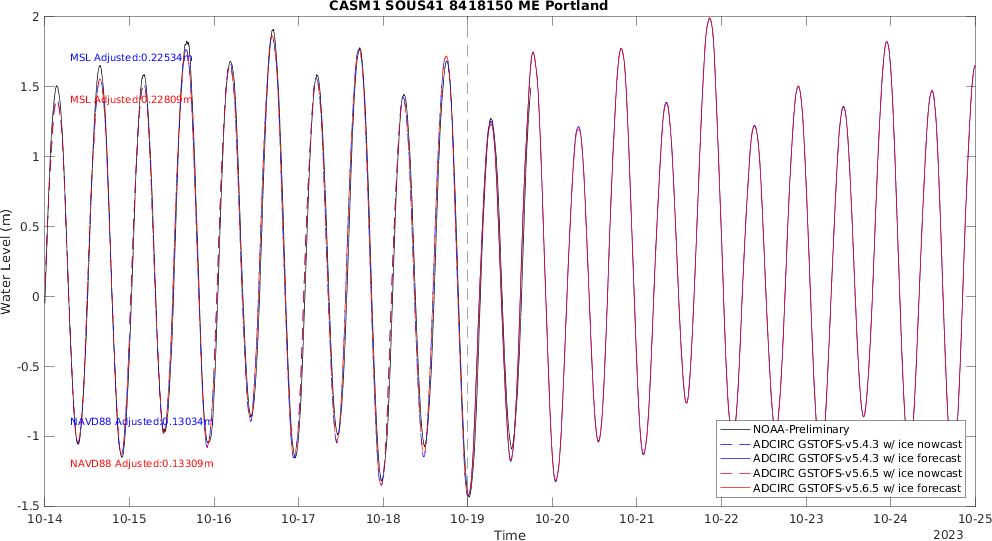 CASM1 SOUS41 8418150 ME Portland
2
1.5
1
0.5
0
-0.5
-1
-1.5
Water Level (m)
MSL Adjusted:0.22534m
MSL Adjusted:0.22809m
NAVD88 Adjusted:0.13034m
NAVD88 Adjusted:0.13309m
NOAA-Preliminary
ADCIRC GSTOFS-v5.4.3 w/ ice nowcast
ADCIRC GSTOFS-v5.4.3 w/ ice forecast
ADCIRC GSTOFS-v5.6.5 w/ ice nowcast
ADCIRC GSTOFS-v5.6.5 w/ ice forecast
10-14 10-15 10-16 10-17 10-18 10-19 10-20 10-21 10-22 10-23 10-24 10-25
Time
2023